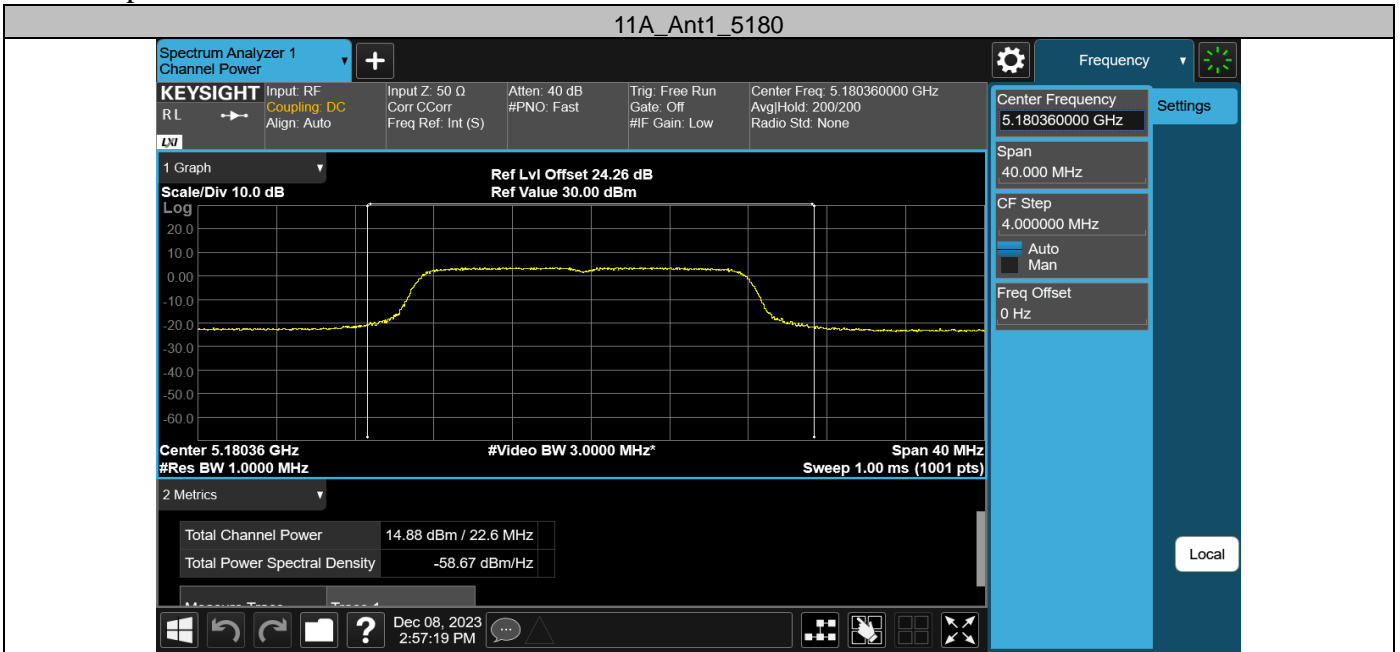 11A_Ant1_5180
Spectrum Analyzer 1
Channel Power
Frequency
KEYSIGHT
R L
LXI
Input: RF
Coupling: DC
Align: Auto
Input Z: 50 Ω
Corr CCorr
Freq Ref: Int (S)
Atten: 40 dB
#PNO: Fast
Trig: Free Run
Gate: Off
#IF Gain: Low
Center Freq: 5.180360000 GHz
Avg|Hold: 200/200
Radio Std: None
Center Frequency
5.180360000 GHz
Settings
Span
40.000 MHz
CF Step
4.000000 MHz
Auto
Man
Freq Offset
0 Hz
1 Graph
Scale/Div 10.0 dB
Ref Lvl Offset 24.26 dB
Ref Value 30.00 dBm
Log
20.0
10.0
0.00
-10.0
-20.0
-30.0
-40.0
-50.0
-60.0
Center 5.18036 GHz
#Video BW 3.0000 MHz*
Span 40 MHz
#Res BW 1.0000 MHz
Sweep 1.00 ms (1001 pts)
2 Metrics
Total Channel Power 14.88 dBm / 22.6 MHz
Total Power Spectral Density -58.67 dBm/Hz
Local
?
Dec 08, 2023
2:57:19 PM